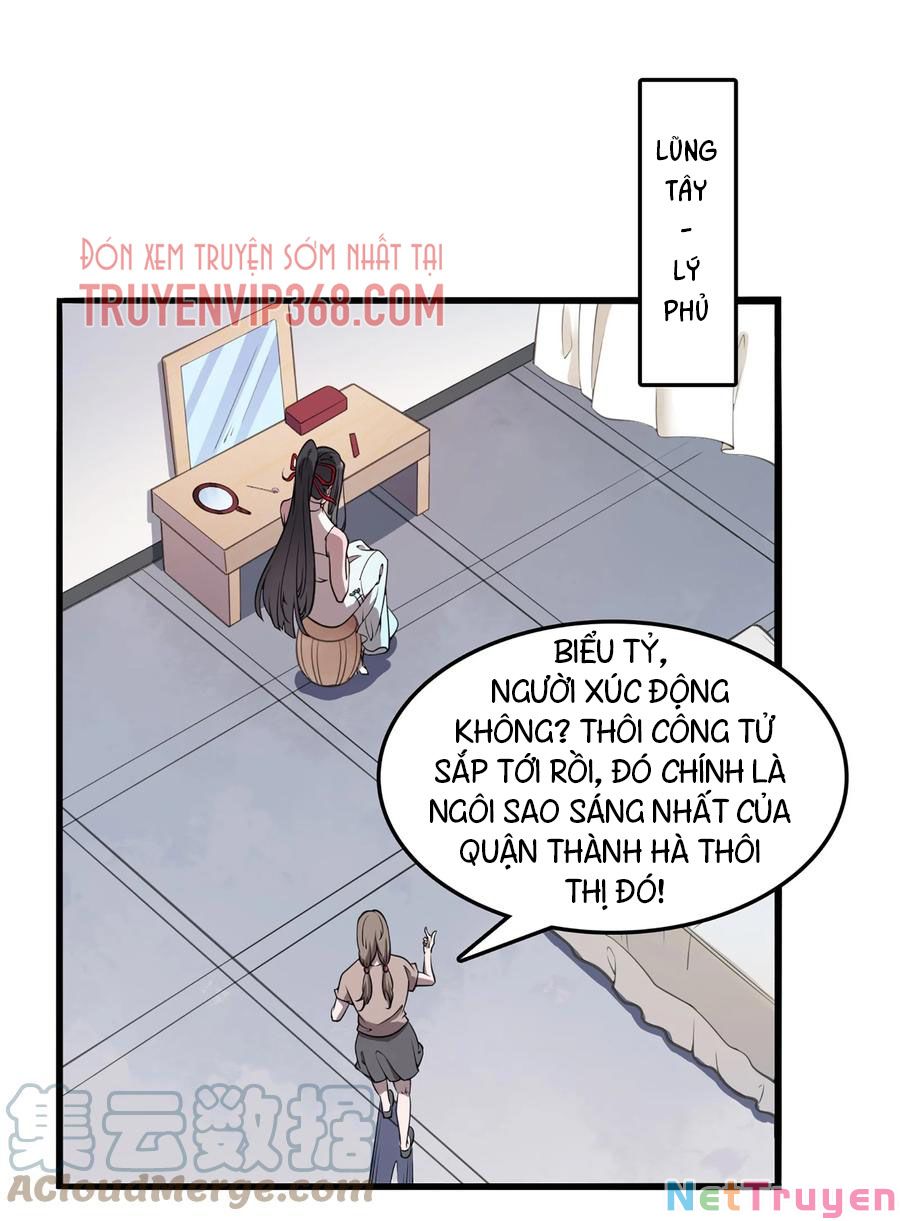 LŨNG
TÂY
-
LÝ
PHỦ
ĐÓN XEM TRUYỆN SỚM NHẤT TẠI
TRUYENVIP368.COM
BIỂU TỶ,
NGƯỜI XÚC ĐỘNG
KHÔNG? THÔI CÔNG TỬ
SẮP TỚI RỒI, ĐÓ CHÍNH LÀ
NGÔI SAO SÁNG NHẤT CỦA
QUẬN THÀNH HÀ THÔI
THỊ ĐÓ!
集云数据
ACloudMerge.com
NetTruyen